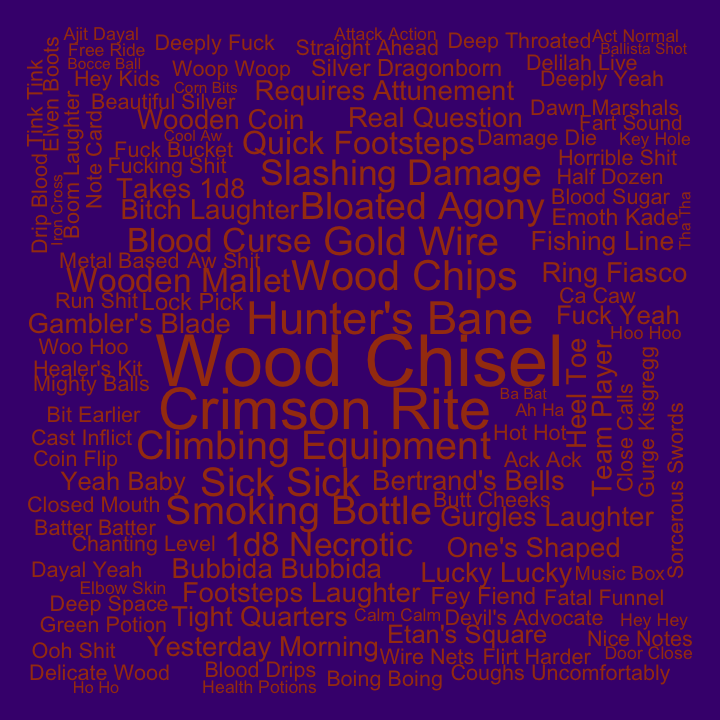 Ajit Dayal
Attack Action
Act Normal
Free Ride
Deeply Fuck
Straight Ahead
Deep Throated
Ballista Shot
Bocce Ball
Woop Woop
Silver Dragonborn
Delilah Live
Hey Kids
Corn Bits
Requires Attunement
Deeply Yeah
Beautiful Silver
Wooden Coin
Real Question
Dawn Marshals
Cool Aw
Quick Footsteps
Damage Die
Fart Sound
Key Hole
Fuck Bucket
Fucking Shit
Slashing Damage
Horrible Shit
Takes 1d8
Half Dozen
Bitch Laughter
Bloated Agony
Blood Sugar
Emoth Kade
Tink Tink
Elven Boots
Boom Laughter
Note Card
Drip Blood
Iron Cross
Tha Tha
Blood Curse
Gold Wire
Fishing Line
Metal Based
Aw Shit
Wooden Mallet
Wood Chips
Ring Fiasco
Run Shit
Lock Pick
Ca Caw
Gambler's Blade
Hunter's Bane
Fuck Yeah
Hoo Hoo
Woo Hoo
Wood Chisel
Healer's Kit
Mighty Balls
Crimson Rite
Ba Bat
Ah Ha
Heel Toe
Team Player
Close Calls
Gurge Kisgregg
Sorcerous Swords
Bit Earlier
Cast Inflict
Climbing Equipment
Hot Hot
Coin Flip
Ack Ack
Yeah Baby
Sick Sick
Bertrand's Bells
Closed Mouth
Smoking Bottle
Butt Cheeks
Gurgles Laughter
Batter Batter
Chanting Level
1d8 Necrotic
One's Shaped
Dayal Yeah
Bubbida Bubbida
Lucky Lucky
Music Box
Elbow Skin
Footsteps Laughter
Fey Fiend
Fatal Funnel
Deep Space
Green Potion
Tight Quarters
Calm Calm
Devil's Advocate
Hey Hey
Etan's Square
Nice Notes
Ooh Shit
Yesterday Morning
Wire Nets
Flirt Harder
Door Close
Delicate Wood
Blood Drips
Boing Boing
Coughs Uncomfortably
Ho Ho
Health Potions